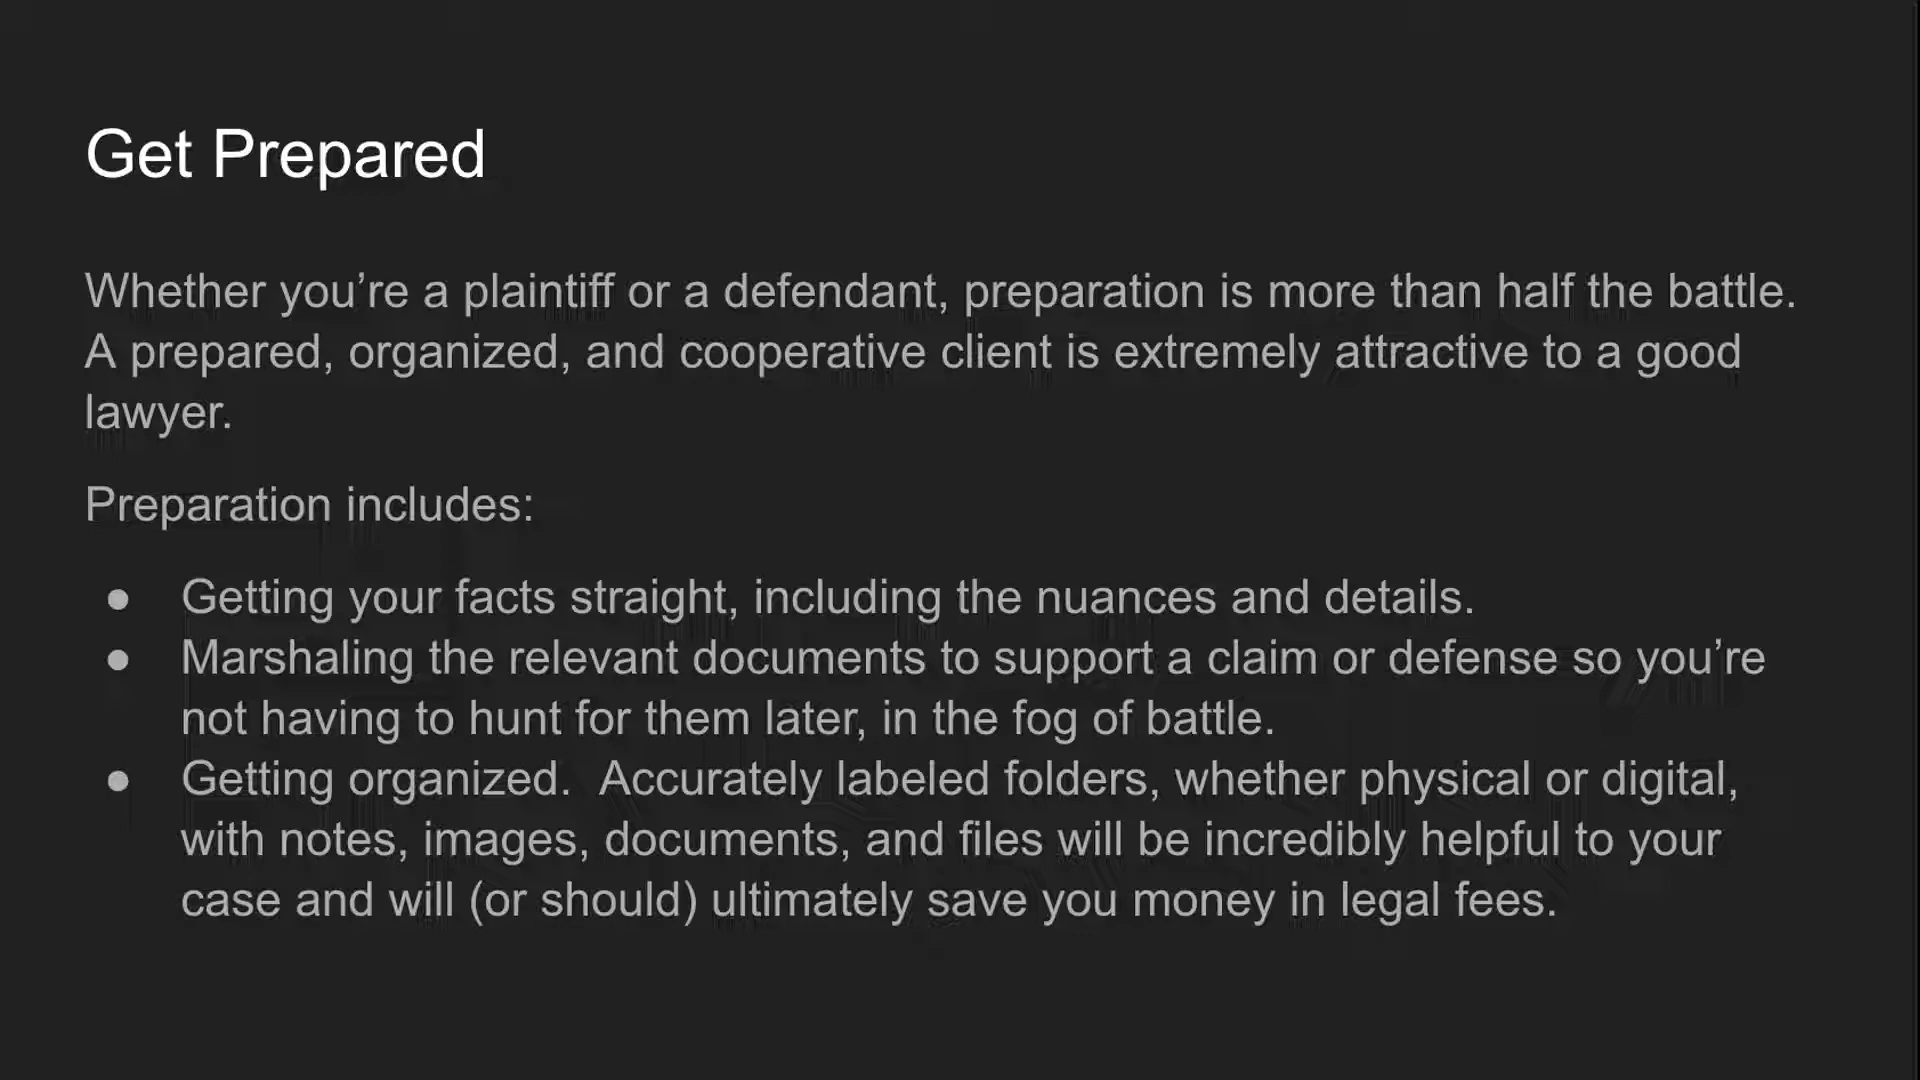 Get Prepared
Whether you’re a plaintiff or a defendant, preparation is more than half the battle.
A prepared, organized, and cooperative client is extremely attractive to a good
lawyer.
Preparation includes:
● Getting your facts straight, including the nuances and details.
● Marshaling the relevant documents to support a claim or defense so you’re
not having to hunt for them later, in the fog of battle.
● Getting organized.  Accurately labeled folders, whether physical or digital,
with notes, images, documents, and files will be incredibly helpful to your
case and will (or should) ultimately save you money in legal fees.